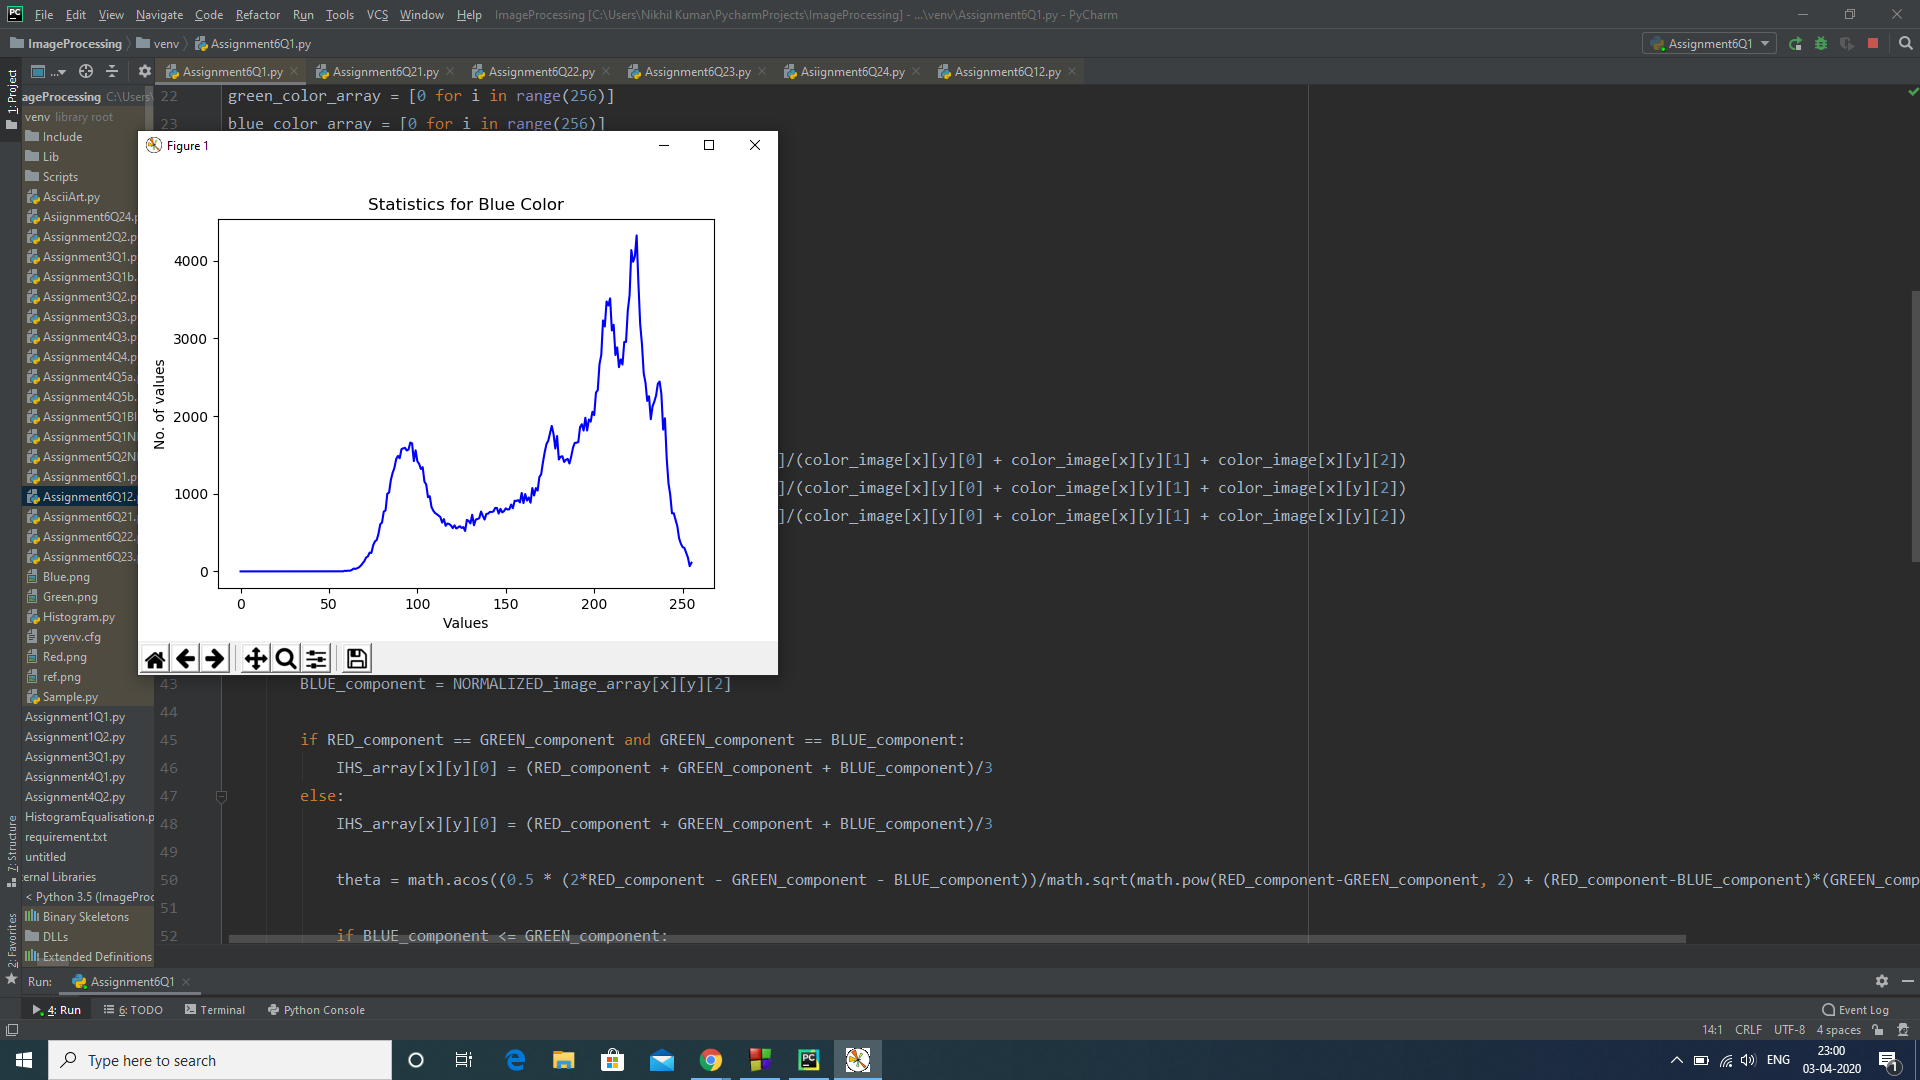 File Edit View Navigate Code Refactor Run Tools VCS Window Help ImageProcessing [C:\Users\Nikhil Kumar\PycharmProjects\ImageProcessing] - ...\venv\Assignment6Q1.py - PyCharm
ImageProcessing venv Assignment6Q1.py Assignment6Q1
Assignment6Q1.py Assignment6Q21.py Assignment6Q22.py Assignment6Q23.py Asiignment6Q24.py Assignment6Q12.py
1: Project
ageProcessing C:\Users\
venv library root
Include
Lib
Scripts
AsciiArt.py
Asiignment6Q24.p
Assignment2Q2.p
Assignment3Q1.p
Assignment3Q1b.
Assignment3Q2.p
Assignment3Q3.p
Assignment4Q3.p
Assignment4Q4.p
Assignment4Q5a.
Assignment4Q5b.
Assignment5Q1Bl
Assignment5Q1N
Assignment5Q2N
Assignment6Q1.p
Assignment6Q12.
Assignment6Q21.
Assignment6Q22.
Assignment6Q23.
Blue.png
Green.png
Histogram.py
pyvenv.cfg
Red.png
ref.png
Sample.py
Assignment1Q1.py
Assignment1Q2.py
Assignment3Q1.py
Assignment4Q1.py
Assignment4Q2.py
HistogramEqualisation.p
requirement.txt
untitled
ernal Libraries
< Python 3.5 (ImageProc
Binary Skeletons
DLLs
Extended Definitions
7: Structure
2: Favorites
22 green_color_array = [0 for i in range(256)]
23 blue_color_array = [0 for i in range(256)]
Figure 1
Statistics for Blue Color
4000
3000
2000
1000
0
No. of values
0 50 100 150 200 250
Values
]/(color_image[x][y][0] + color_image[x][y][1] + color_image[x][y][2])
]/(color_image[x][y][0] + color_image[x][y][1] + color_image[x][y][2])
]/(color_image[x][y][0] + color_image[x][y][1] + color_image[x][y][2])
43 BLUE_component = NORMALIZED_image_array[x][y][2]
44
45 if RED_component == GREEN_component and GREEN_component == BLUE_component:
46 IHS_array[x][y][0] = (RED_component + GREEN_component + BLUE_component)/3
47 else:
48 IHS_array[x][y][0] = (RED_component + GREEN_component + BLUE_component)/3
49
50 theta = math.acos((0.5 * (2*RED_component - GREEN_component - BLUE_component))/math.sqrt(math.pow(RED_component-GREEN_component, 2) + (RED_component-BLUE_component)*(GREEN_comp
51
52 if BLUE_component <= GREEN_component:
Run: Assignment6Q1
4: Run 6: TODO Terminal Python Console Event Log
14:1 CRLF UTF-8 4 spaces
Type here to search
ENG
23:00
03-04-2020
1